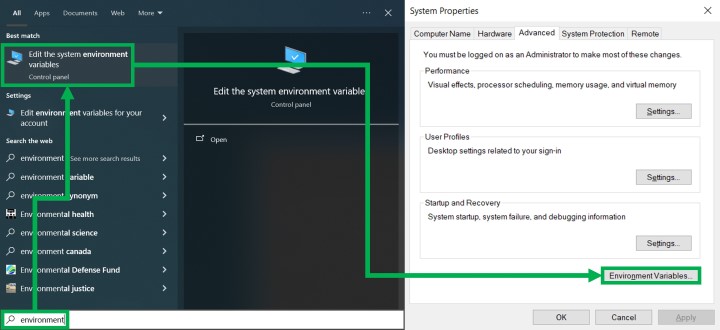 All Apps Documents Web More
Best match
Edit the system environment
variables
Control panel
Settings
Edit environment variables for your
account
Search the web
environment - See more search results
environment variable
environment synonym
Environmental health
environmental science
environment canada
Environmental Defense Fund
Environmental justice
environment
Edit the system environment variable
Control panel
Open
System Properties
Computer Name Hardware Advanced System Protection Remote
You must be logged on as an Administrator to make most of these changes.
Performance
Visual effects, processor scheduling, memory usage, and virtual memory
Settings...
User Profiles
Desktop settings related to your sign-in
Settings...
Startup and Recovery
System startup, system failure, and debugging information
Settings...
Environment Variables...
OK Cancel Apply